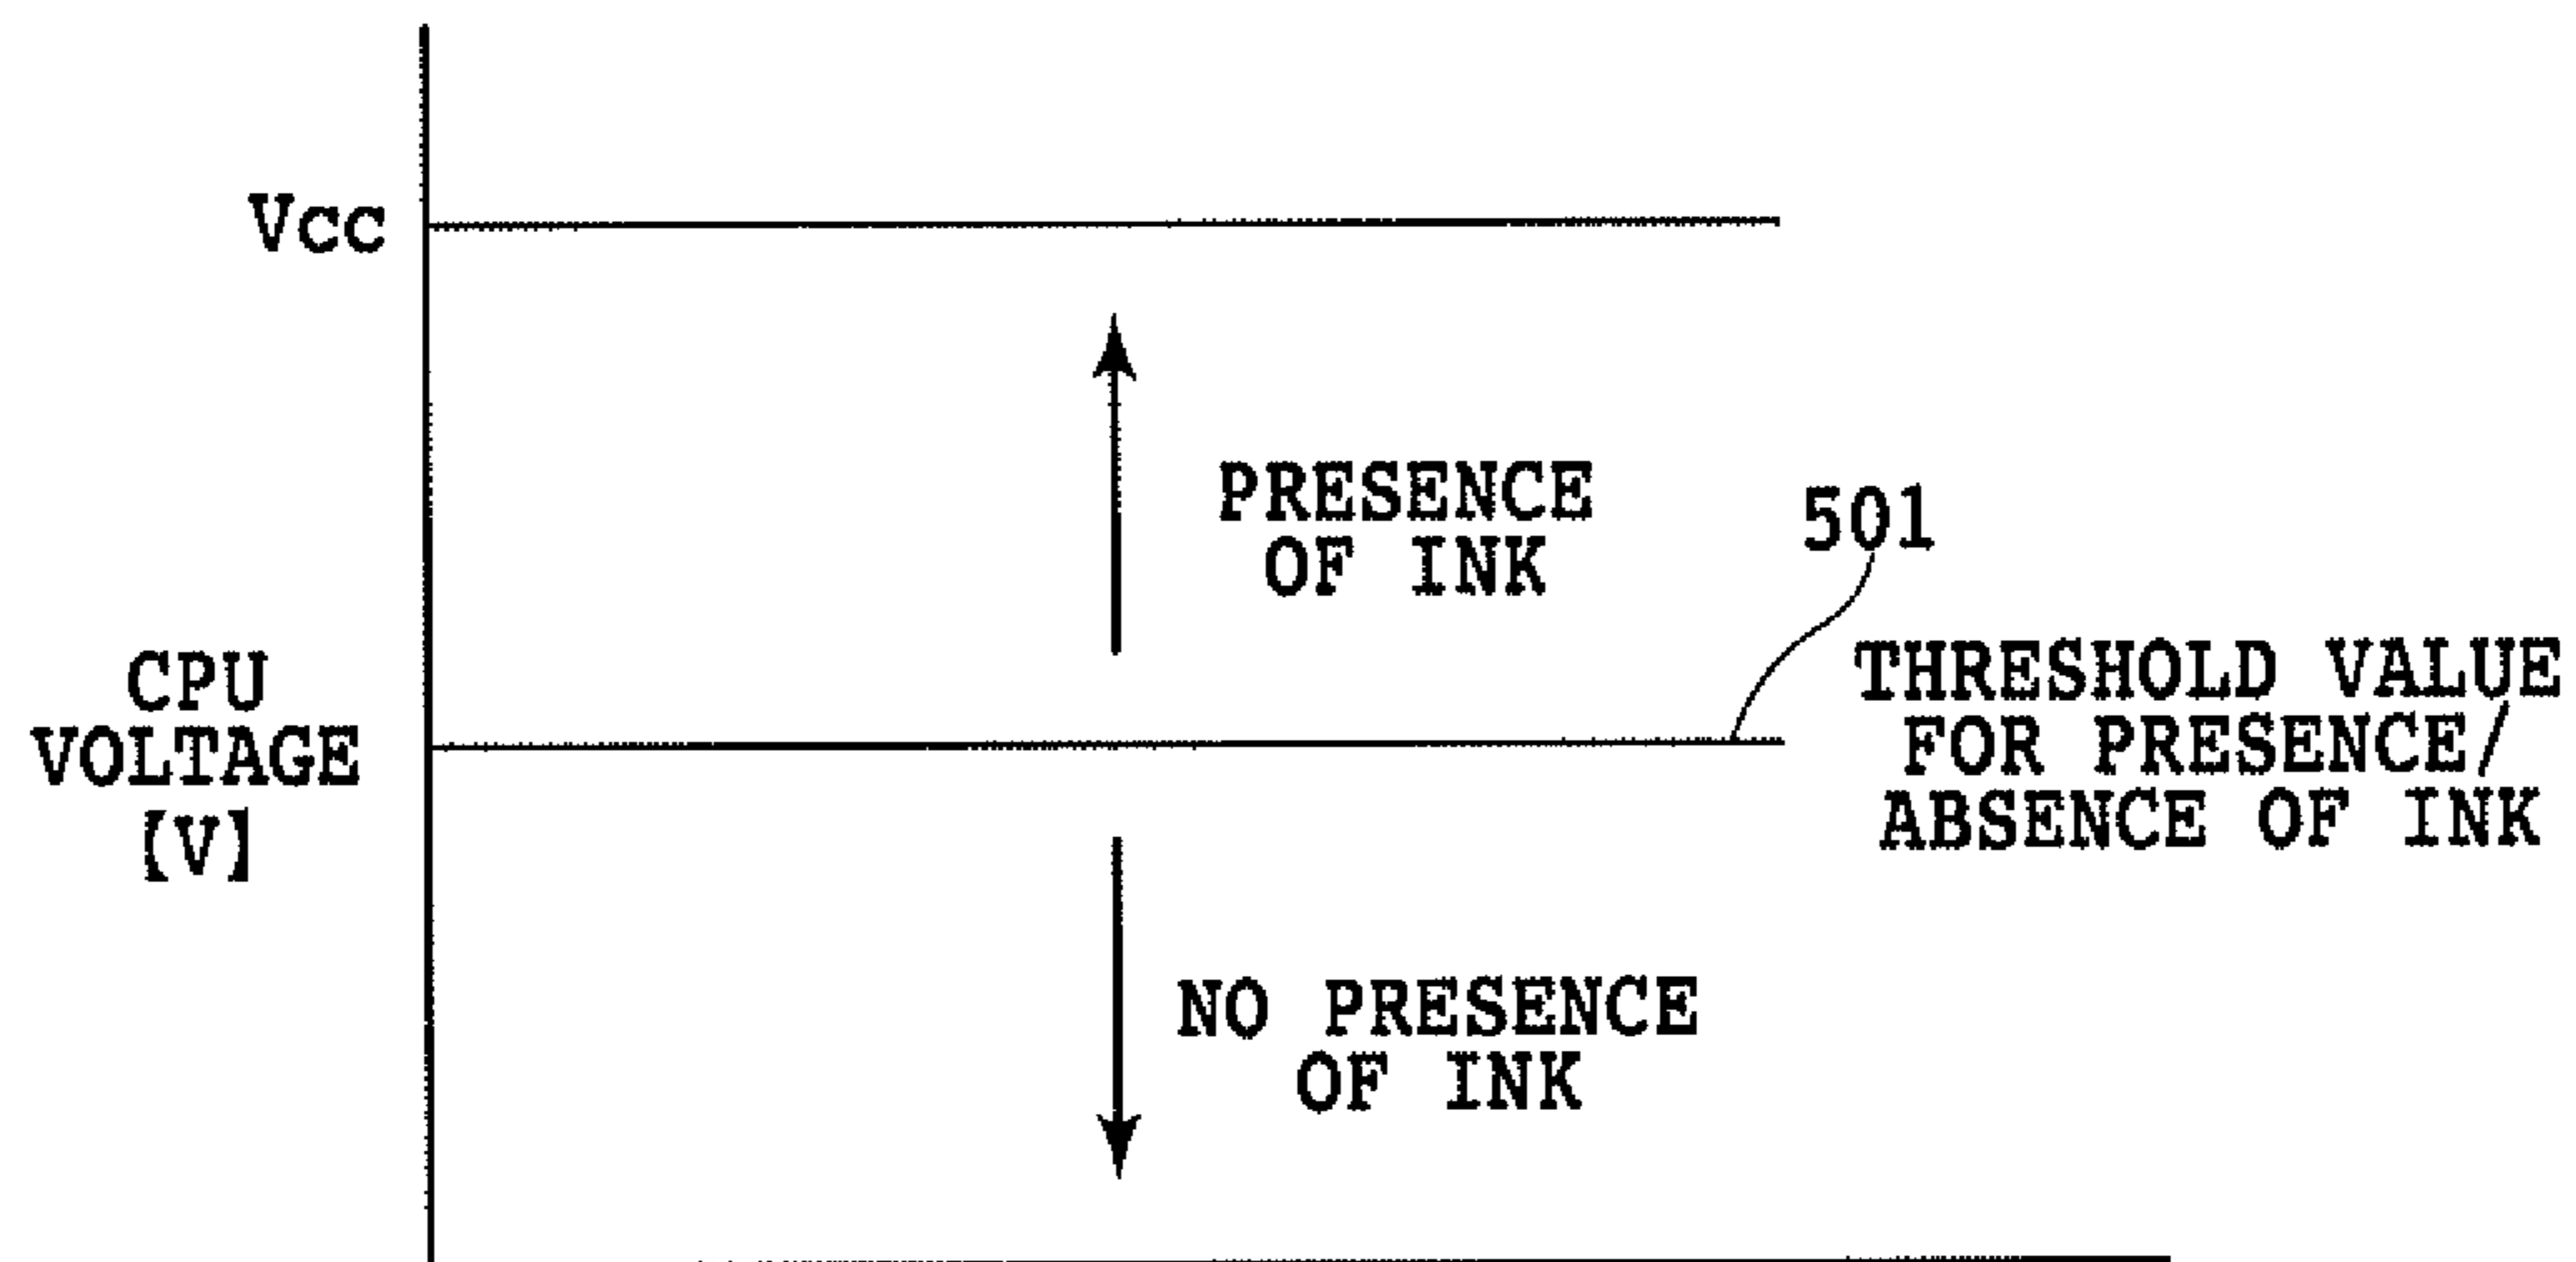 Vcc
PRESENCE
OF INK
501
CPU
VOLTAGE
【V】
THRESHOLD VALUE
FOR PRESENCE/
ABSENCE OF INK
NO PRESENCE
OF INK